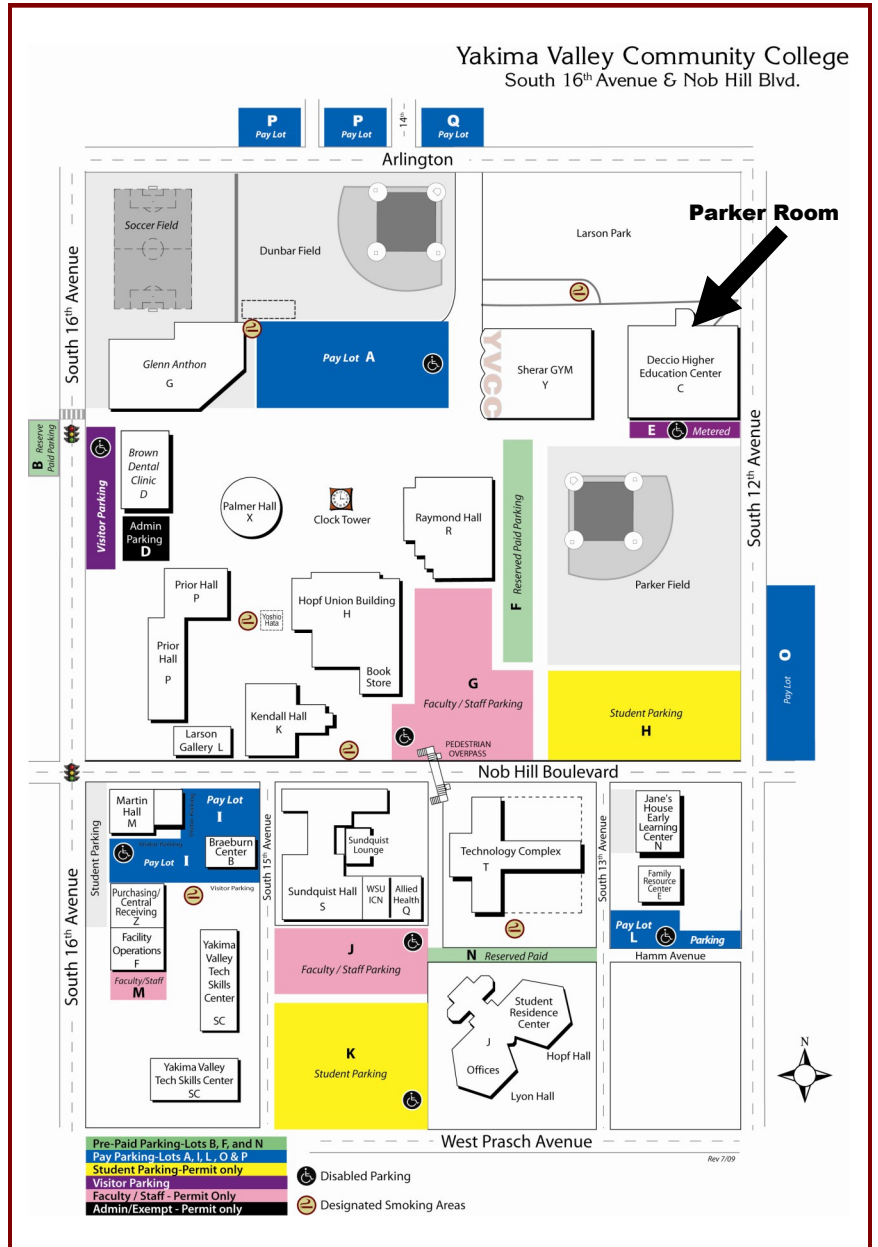 Yakima Valley Community College
South 16th Avenue & Nob Hill Blvd.
P
Pay Lot
P
Pay Lot
14th
Q
Pay Lot
Arlington
South 16th Avenue
Soccer Field
Dunbar Field
Larson Park
Parker Room
Glenn Anthon
G
Pay Lot A
YVCC
Sherar GYM
Y
Deccio Higher
Education Center
C
E
Metered
B Reserve
Paid Parking
Visitor Parking
Brown
Dental
Clinic
D
Admin
Parking
D
Palmer Hall
X
Clock Tower
Raymond Hall
R
F Reserved Paid Parking
South 12th Avenue
Parker Field
Prior Hall
P
Prior
Hall
P
Yoshio
Hata
Hopf Union Building
H
Book
Store
G
Faculty / Staff Parking
Student Parking
H
O
Pay Lot
Larson
Gallery L
Kendall Hall
K
PEDESTRIAN
OVERPASS
Nob Hill Boulevard
Martin
Hall
M
Pay Lot
I
Visitor Parking
Visitor Parking
Visitor Parking
Pay Lot I
Braeburn
Center
B
Visitor Parking
Student Parking
South 15th Avenue
Sundquist
Lounge
Sundquist Hall
S
WSU
ICN
Allied
Health
Q
Technology Complex
T
South 13th Avenue
Jane's
House
Early
Learning
Center
N
Family
Resource
Center
E
Pay Lot
L
Parking
Hamm Avenue
Purchasing/
Central
Receiving
Z
Facility
Operations
F
Faculty/Staff
M
South 16th Avenue
Yakima
Valley
Tech
Skills
Center
SC
Yakima Valley
Tech Skills Center
SC
J
Faculty / Staff Parking
N Reserved Paid
K
Student Parking
Student
Residence
Center
J
Offices
Hopf Hall
Lyon Hall
N
West Prasch Avenue
Rev 7/09
Pre-Paid Parking-Lots B, F, and N
Pay Parking-Lots A, I, L , O & P
Student Parking-Permit only
Visitor Parking
Faculty / Staff - Permit Only
Admin/Exempt - Permit only
Disabled Parking
Designated Smoking Areas